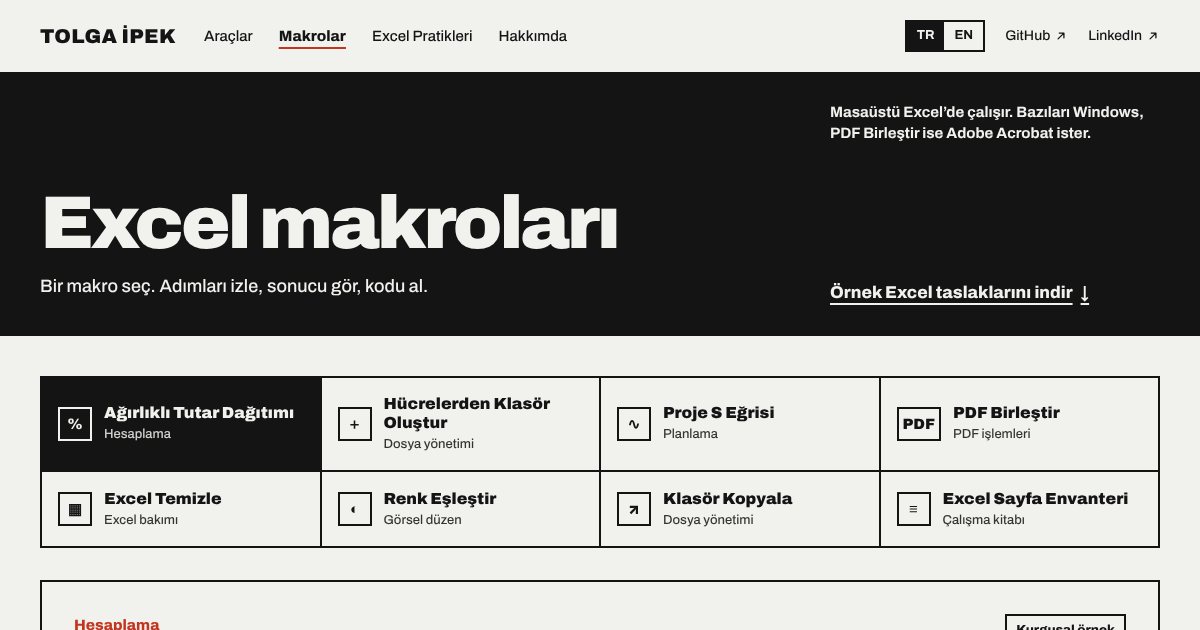 TOLGA İPEK
Araçlar
Makrolar
Excel Pratikleri
Hakkımda
TR
EN
GitHub ↗
LinkedIn ↗
Masaüstü Excel’de çalışır. Bazıları Windows,
PDF Birleştir ise Adobe Acrobat ister.
Excel makroları
Bir makro seç. Adımları izle, sonucu gör, kodu al.
Örnek Excel taslaklarını indir ↓
%
Ağırlıklı Tutar Dağıtımı
Hesaplama
+
Hücrelerden Klasör
Oluştur
Dosya yönetimi
∿
Proje S Eğrisi
Planlama
PDF
PDF Birleştir
PDF işlemleri
▦
Excel Temizle
Excel bakımı
◖
Renk Eşleştir
Görsel düzen
↗
Klasör Kopyala
Dosya yönetimi
≡
Excel Sayfa Envanteri
Çalışma kitabı
Hesaplama
Kurgusal örnek